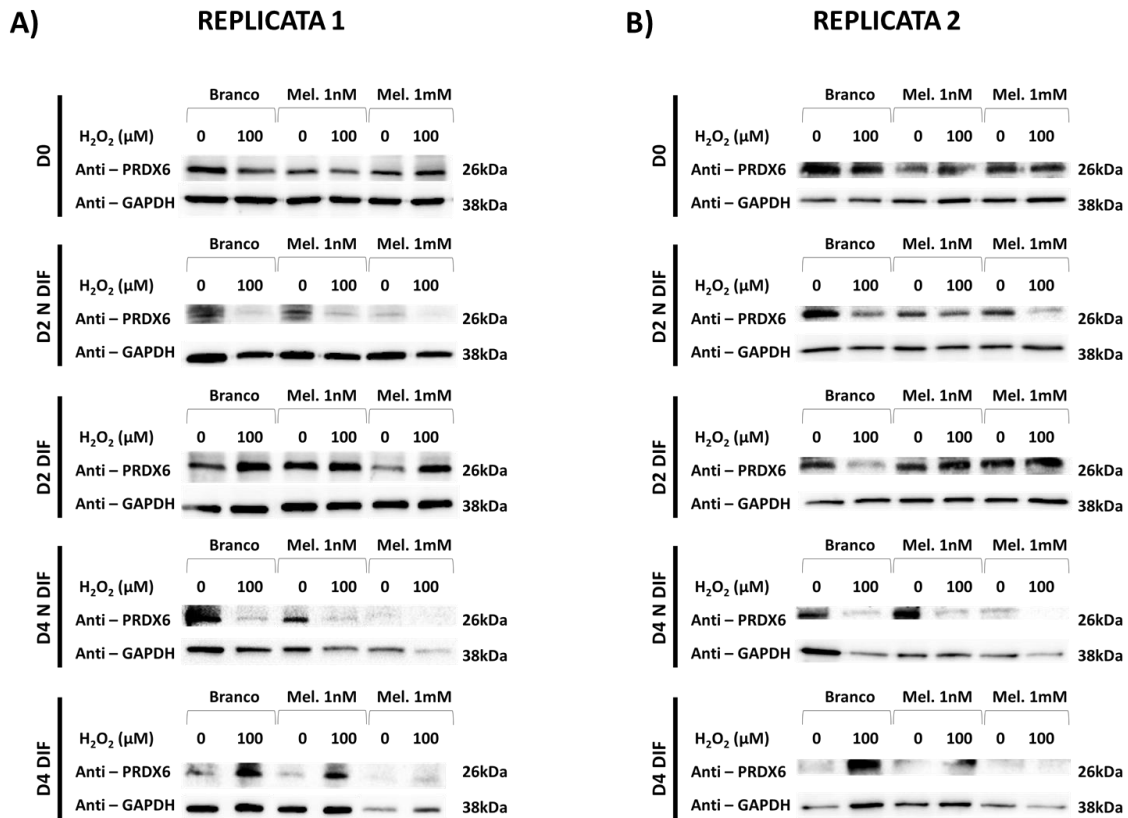 A) REPLICATA 1
D0
Branco Mel. 1nM Mel. 1mM
H₂O₂ (µM) 0 100 0 100 0 100
Anti – PRDX6 26kDa
Anti – GAPDH 38kDa
D2 N DIF
Branco Mel. 1nM Mel. 1mM
H₂O₂ (µM) 0 100 0 100 0 100
Anti – PRDX6 26kDa
Anti – GAPDH 38kDa
D2 DIF
Branco Mel. 1nM Mel. 1mM
H₂O₂ (µM) 0 100 0 100 0 100
Anti – PRDX6 26kDa
Anti – GAPDH 38kDa
D4 N DIF
Branco Mel. 1nM Mel. 1mM
H₂O₂ (µM) 0 100 0 100 0 100
Anti – PRDX6 26kDa
Anti – GAPDH 38kDa
D4 DIF
Branco Mel. 1nM Mel. 1mM
H₂O₂ (µM) 0 100 0 100 0 100
Anti – PRDX6 26kDa
Anti – GAPDH 38kDa
B) REPLICATA 2
D0
Branco Mel. 1nM Mel. 1mM
H₂O₂ (µM) 0 100 0 100 0 100
Anti – PRDX6 26kDa
Anti – GAPDH 38kDa
D2 N DIF
Branco Mel. 1nM Mel. 1mM
H₂O₂ (µM) 0 100 0 100 0 100
Anti – PRDX6 26kDa
Anti – GAPDH 38kDa
D2 DIF
Branco Mel. 1nM Mel. 1mM
H₂O₂ (µM) 0 100 0 100 0 100
Anti – PRDX6 26kDa
Anti – GAPDH 38kDa
D4 N DIF
Branco Mel. 1nM Mel. 1mM
H₂O₂ (µM) 0 100 0 100 0 100
Anti – PRDX6 26kDa
Anti – GAPDH 38kDa
D4 DIF
Branco Mel. 1nM Mel. 1mM
H₂O₂ (µM) 0 100 0 100 0 100
Anti – PRDX6 26kDa
Anti – GAPDH 38kDa